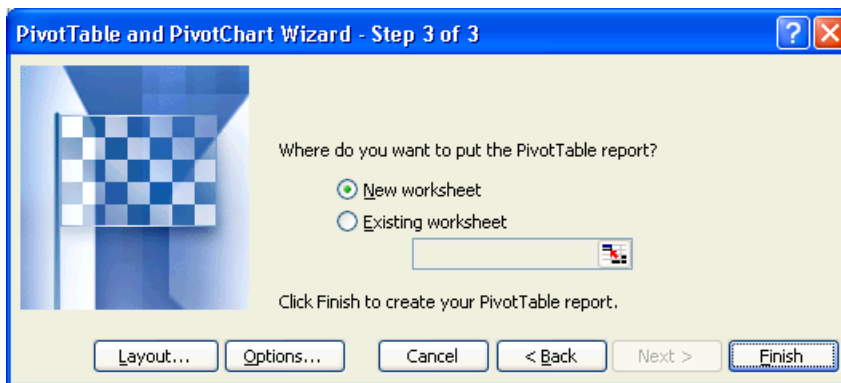 PivotTable and PivotChart Wizard - Step 3 of 3
Where do you want to put the PivotTable report?
New worksheet
Existing worksheet
Click Finish to create your PivotTable report.
Layout... Options... Cancel < Back Next > Finish